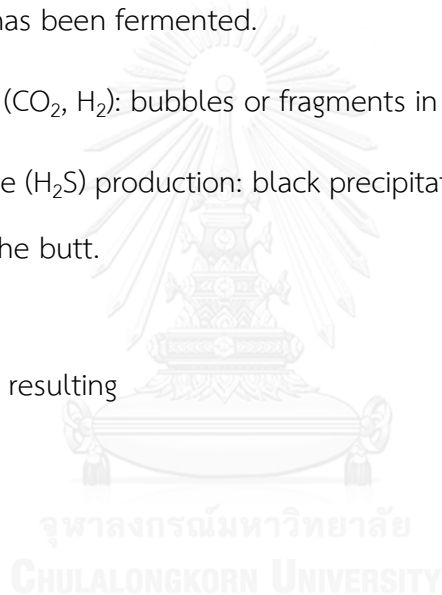 has been fermented.
(CO₂, H₂): bubbles or fragments in
e (H₂S) production: black precipitat
he butt.
resulting
จุฬาลงกรณ์มหาวิทยาลัย
CHULALONGKORN UNIVERSITY